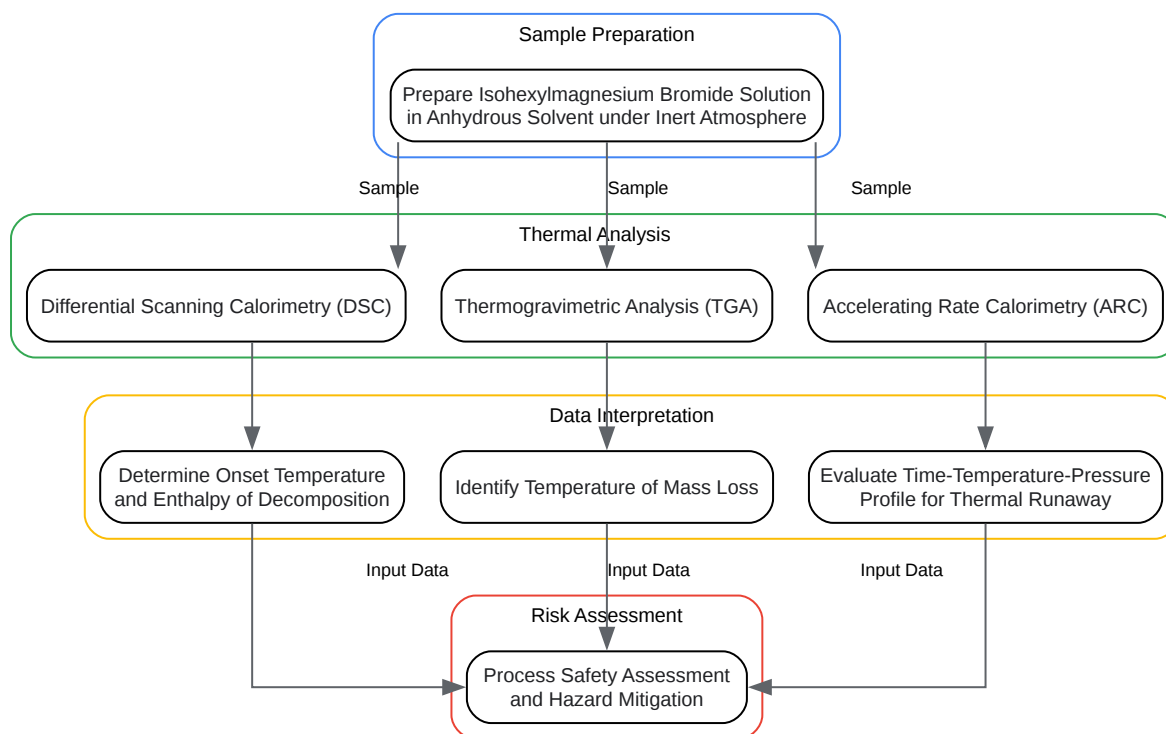 Sample Preparation
Prepare Isohexylmagnesium Bromide Solution
in Anhydrous Solvent under Inert Atmosphere
Sample
Sample
Sample
Thermal Analysis
Differential Scanning Calorimetry (DSC)
Thermogravimetric Analysis (TGA)
Accelerating Rate Calorimetry (ARC)
Data Interpretation
Determine Onset Temperature
and Enthalpy of Decomposition
Identify Temperature of Mass Loss
Evaluate Time-Temperature-Pressure
Profile for Thermal Runaway
Input Data
Input Data
Input Data
Risk Assessment
Process Safety Assessment
and Hazard Mitigation